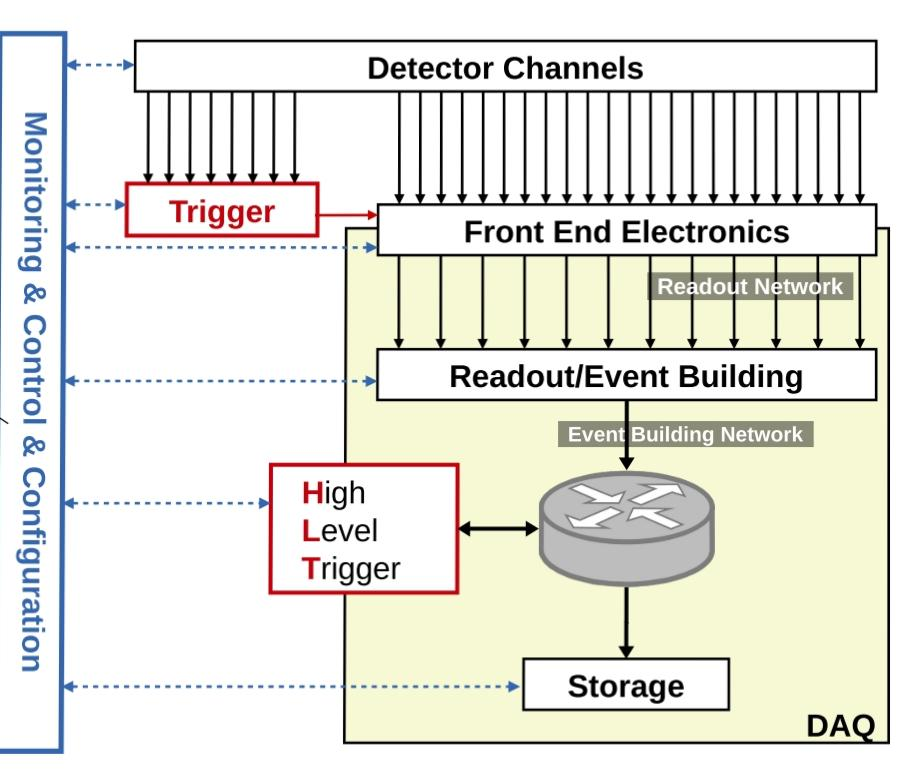 Detector Channels
Monitoring & Control & Configuration
Trigger
Front End Electronics
Readout Network
Readout/Event Building
Event Building Network
High
Level
Trigger
Storage
DAQ